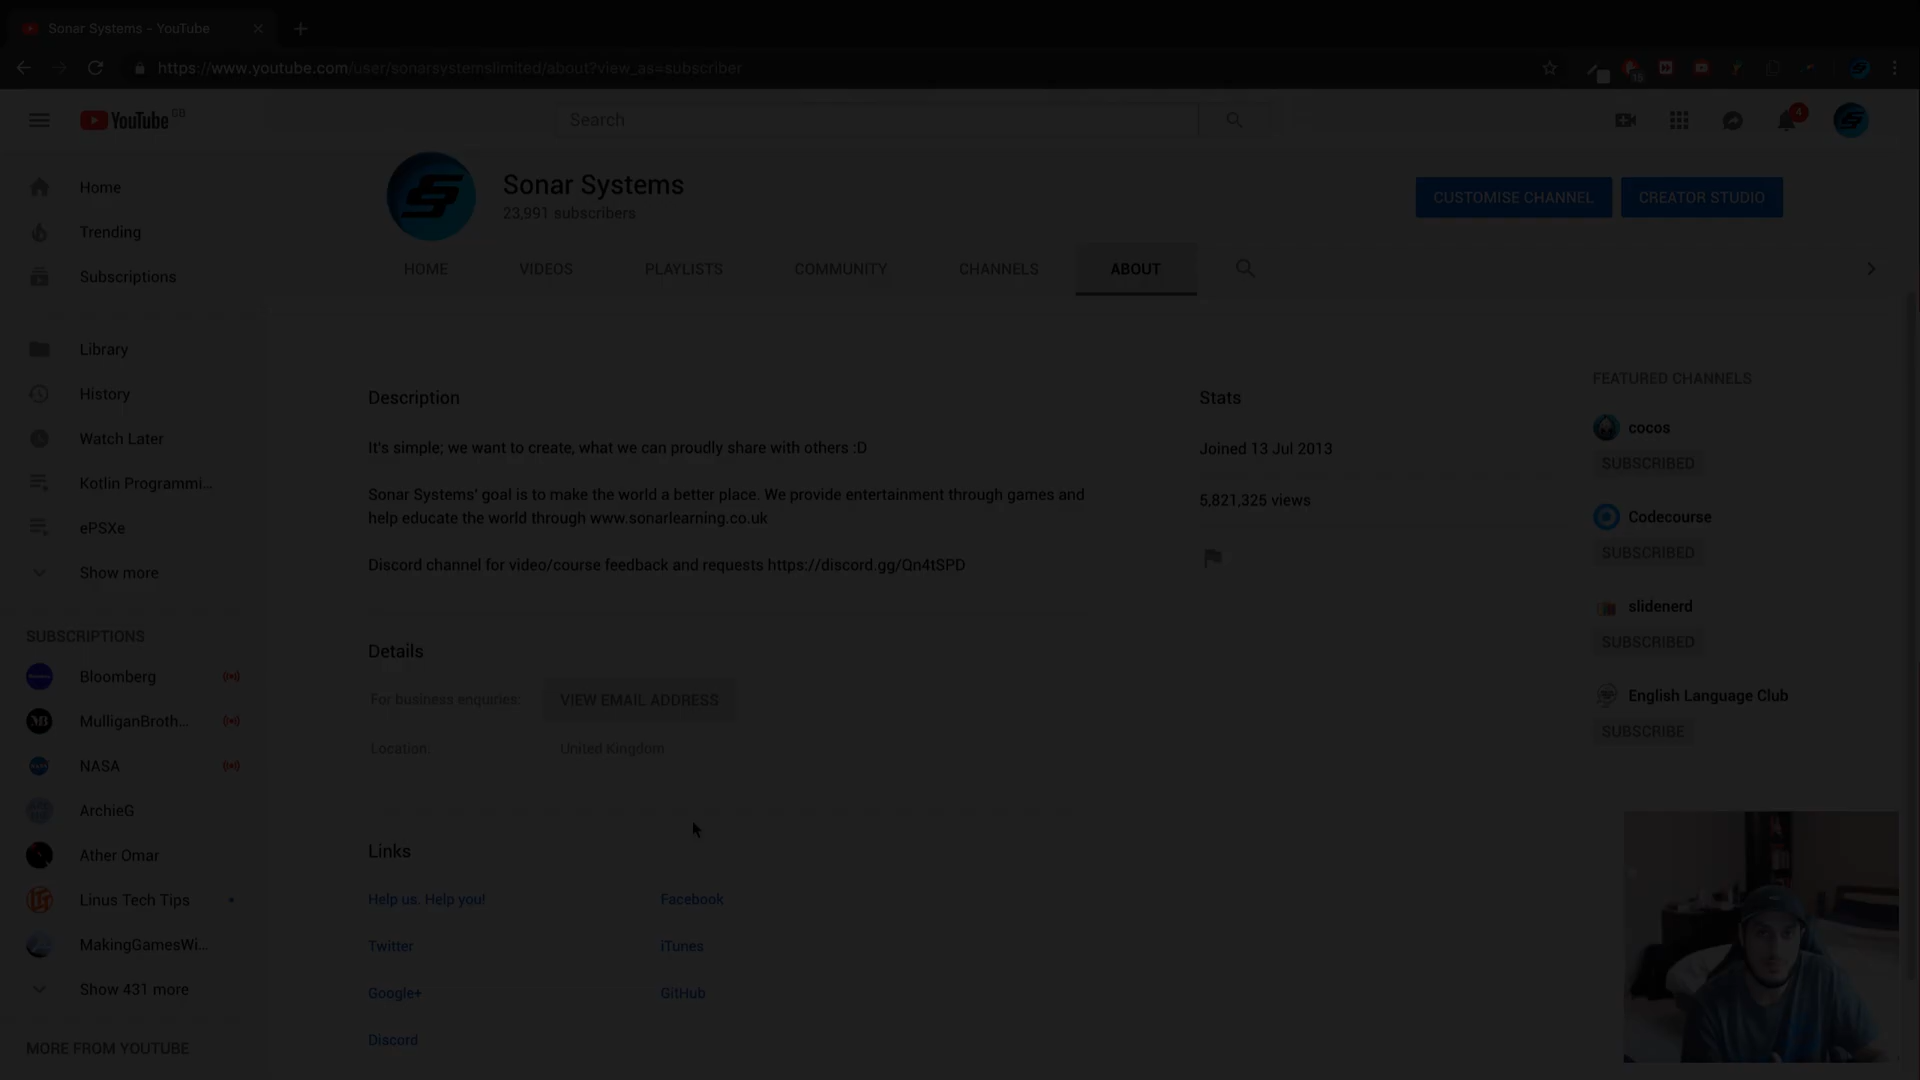 Sonar Systems - YouTube
https://www.youtube.com/user/sonarsystemslimited/about?view_as=subscriber
15
YouTube GB
Search
4
Home
Trending
Subscriptions
Library
History
Watch Later
Kotlin Programmi...
ePSXe
Show more
SUBSCRIPTIONS
Bloomberg
MulliganBroth...
NASA
ArchieG
Ather Omar
Linus Tech Tips
MakingGamesWi...
Show 431 more
MORE FROM YOUTUBE
Sonar Systems
23,991 subscribers
CUSTOMISE CHANNEL
CREATOR STUDIO
HOME
VIDEOS
PLAYLISTS
COMMUNITY
CHANNELS
ABOUT
Description
It's simple; we want to create, what we can proudly share with others :D
Sonar Systems' goal is to make the world a better place. We provide entertainment through games and
help educate the world through www.sonarlearning.co.uk
Discord channel for video/course feedback and requests https://discord.gg/Qn4tSPD
Details
For business enquiries:
VIEW EMAIL ADDRESS
Location:
United Kingdom
Links
Help us. Help you!
Facebook
Twitter
iTunes
Google+
GitHub
Discord
Stats
Joined 13 Jul 2013
5,821,325 views
FEATURED CHANNELS
cocos
SUBSCRIBED
Codecourse
SUBSCRIBED
slidenerd
SUBSCRIBED
English Language Club
SUBSCRIBE